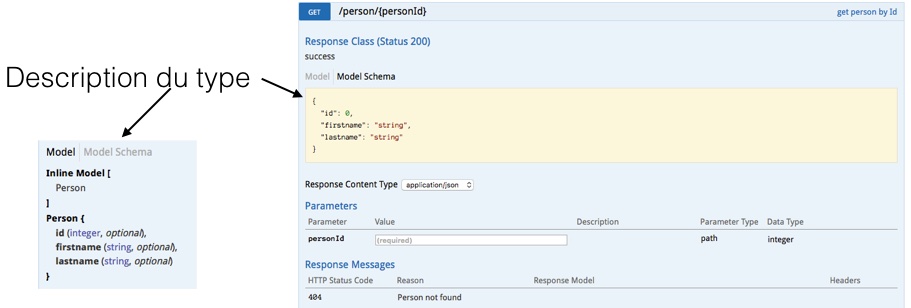 Description du type
Model Model Schema
Inline Model [
Person
]
Person {
id (integer, optional),
firstname (string, optional),
lastname (string, optional)
}
GET /person/{personId} get person by Id
Response Class (Status 200)
success
Model Model Schema
{
"id": 0,
"firstname": "string",
"lastname": "string"
}
Response Content Type application/json
Parameters
Parameter Value Description Parameter Type Data Type
personId (required) path integer
Response Messages
HTTP Status Code Reason Response Model Headers
404 Person not found